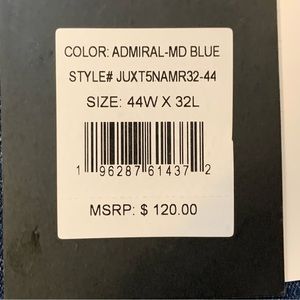 COLOR: ADMIRAL-MD BLUE
STYLE# JUXT5NAMR32-44
SIZE: 44W X 32L
1 96287 61437 2
MSRP: $ 120.00